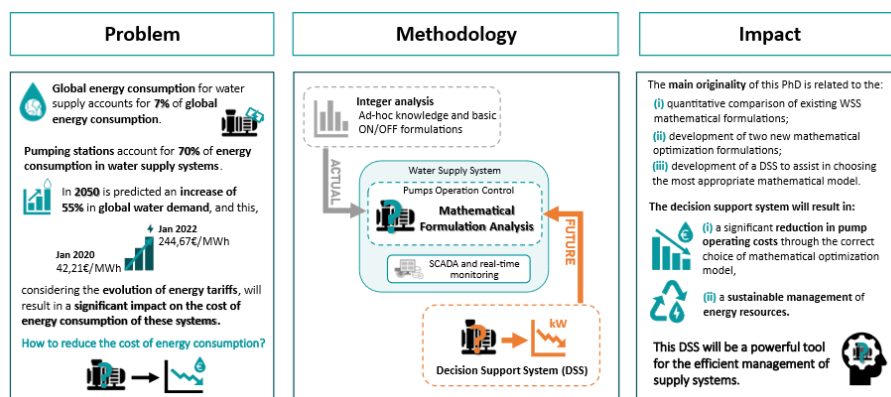 Problem
Global energy consumption for water
supply accounts for 7% of global
energy consumption.
Pumping stations account for 70% of energy
consumption in water supply systems.
In 2050 is predicted an increase of
55% in global water demand, and this,
Jan 2022
244,67€/MWh
Jan 2020
42,21€/MWh
considering the evolution of energy tariffs, will
result in a significant impact on the cost of
energy consumption of these systems.
How to reduce the cost of energy consumption?
?
€
Methodology
Integer analysis
Ad-hoc knowledge and basic
ON/OFF formulations
ACTUAL
Water Supply System
Pumps Operation Control
?
Mathematical
Formulation Analysis
SCADA and real-time
monitoring
FUTURE
?
kW
Decision Support System (DSS)
Impact
The main originality of this PhD is related to the:
(i) quantitative comparison of existing WSS
mathematical formulations;
(ii) development of two new mathematical
optimization formulations;
(iii) development of a DSS to assist in choosing
the most appropriate mathematical model.
The decision support system will result in:
€
(i) a significant reduction in pump
operating costs through the correct
choice of mathematical optimization
model,
(ii) a sustainable management of
energy resources.
This DSS will be a powerful tool
for the efficient management of
supply systems.
?